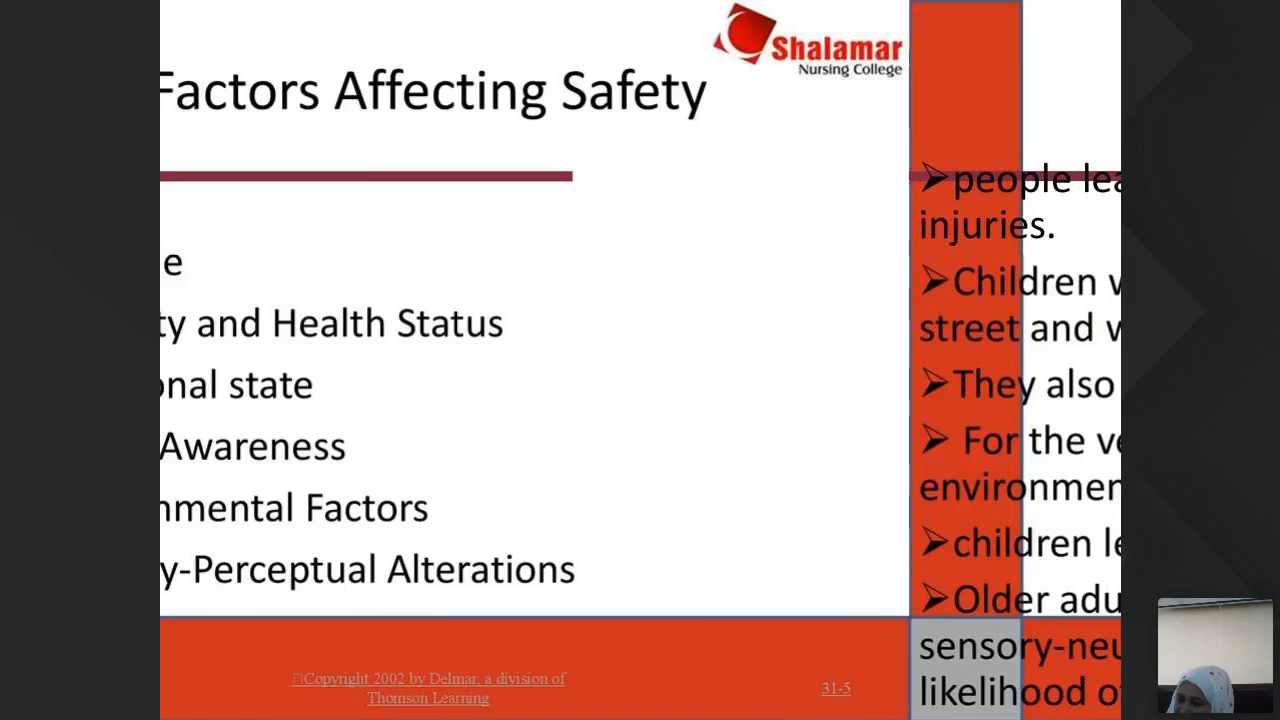 Shalamar
Nursing College
Factors Affecting Safety
e
ty and Health Status
onal state
Awareness
nmental Factors
y-Perceptual Alterations
Copyright 2002 by Delmar, a division of
Thomson Learning
31-5
➢people lea
injuries.
➢Children w
street and w
➢They also
➢ For the ve
environmen
➢children le
➢Older adu
sensory-neu
likelihood of